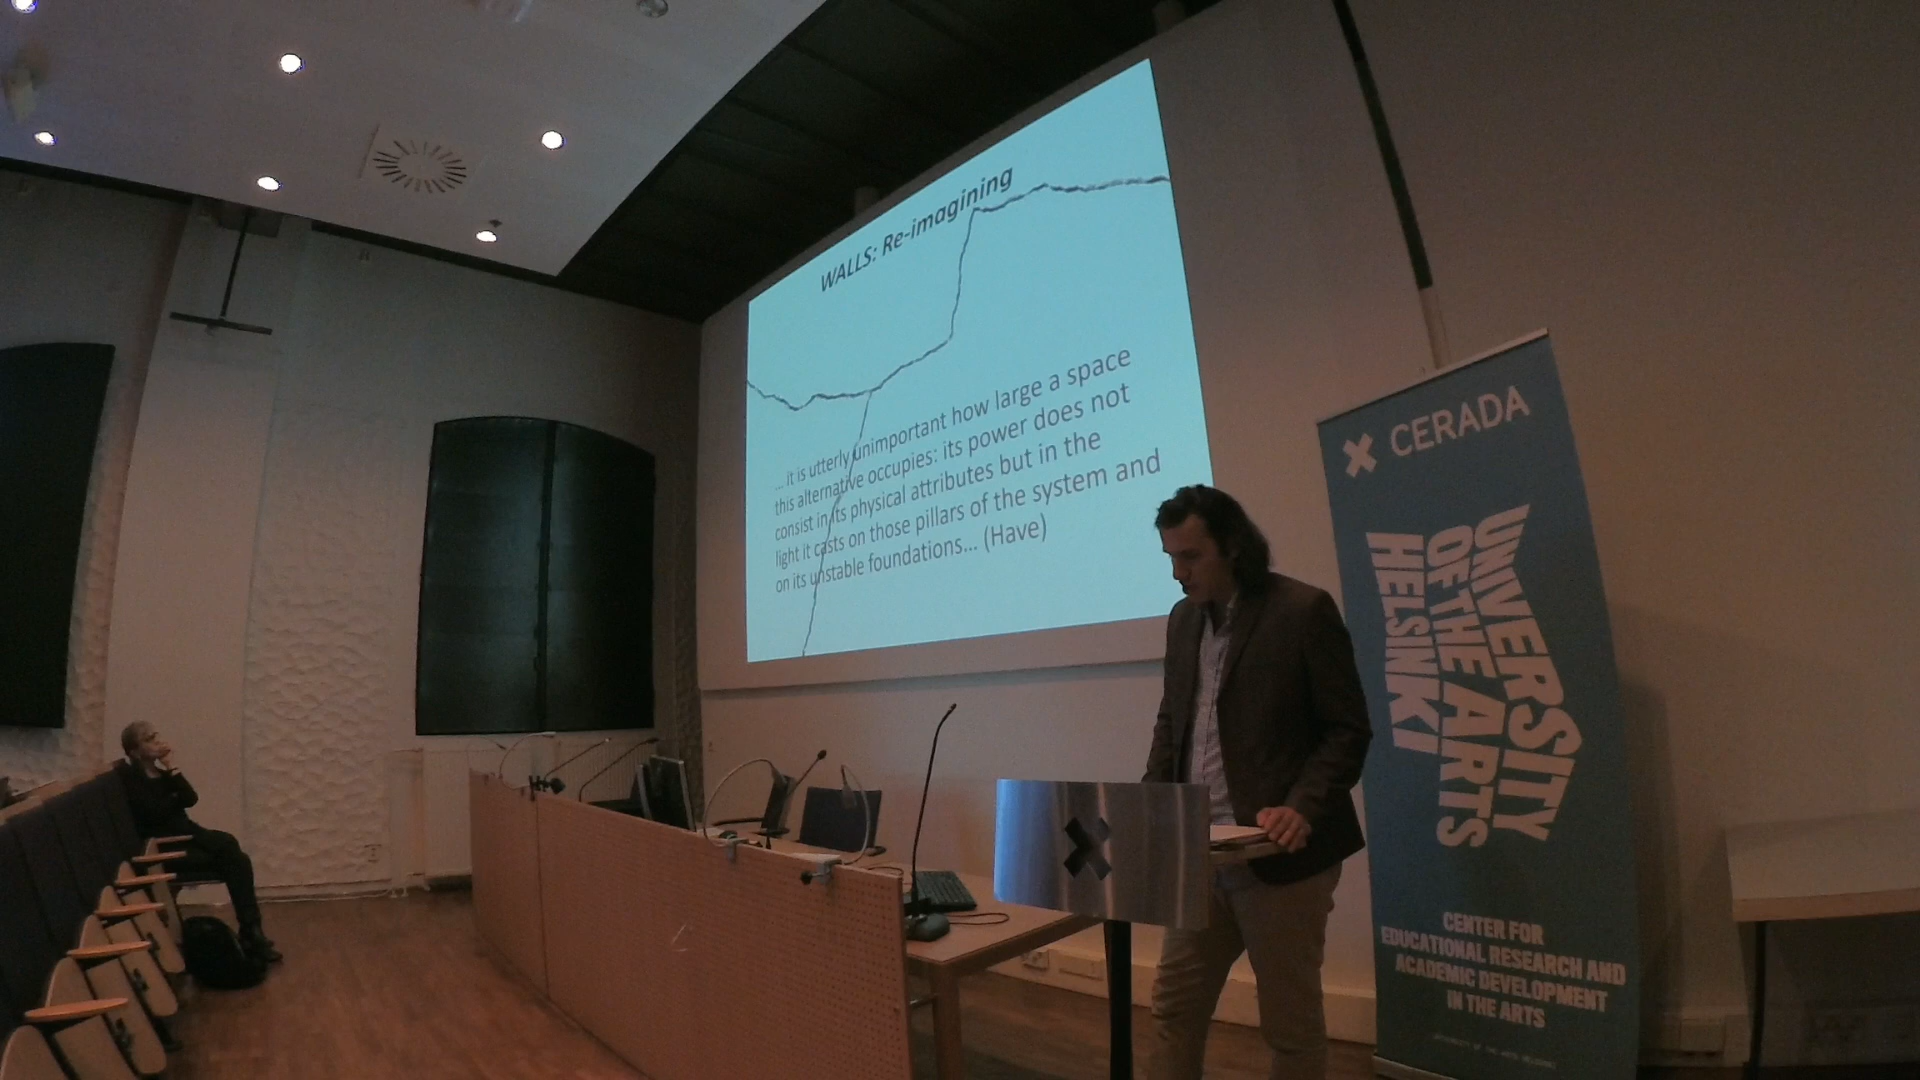 WALLS: Re-imagining
... it is utterly unimportant how large a space
this alternative occupies: its power does not
consist in its physical attributes but in the
light it casts on those pillars of the system and
on its unstable foundations... (Have)
CERADA
UNIVERSITY
OF THE ARTS
HELSINKI
CENTER FOR
EDUCATIONAL RESEARCH AND
ACADEMIC DEVELOPMENT
IN THE ARTS